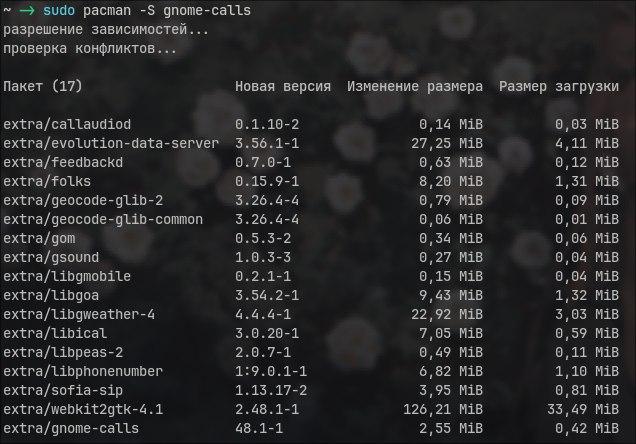 ~ -> sudo pacman -S gnome-calls
разрешение зависимостей...
проверка конфликтов...
Пакет (17) Новая версия Изменение размера Размер загрузки
extra/callaudiod 0.1.10-2 0,14 MiB 0,03 MiB
extra/evolution-data-server 3.56.1-1 27,25 MiB 4,11 MiB
extra/feedbackd 0.7.0-1 0,63 MiB 0,12 MiB
extra/folks 0.15.9-1 8,20 MiB 1,31 MiB
extra/geocode-glib-2 3.26.4-4 0,79 MiB 0,09 MiB
extra/geocode-glib-common 3.26.4-4 0,06 MiB 0,01 MiB
extra/gom 0.5.3-2 0,34 MiB 0,06 MiB
extra/gsound 1.0.3-3 0,27 MiB 0,04 MiB
extra/libgmobile 0.2.1-1 0,15 MiB 0,04 MiB
extra/libgoa 3.54.2-1 9,43 MiB 1,32 MiB
extra/libgweather-4 4.4.4-1 22,92 MiB 3,03 MiB
extra/libical 3.0.20-1 7,05 MiB 0,59 MiB
extra/libpeas-2 2.0.7-1 0,49 MiB 0,11 MiB
extra/libphonenumber 1:9.0.1-1 6,82 MiB 1,10 MiB
extra/sofia-sip 1.13.17-2 3,95 MiB 0,81 MiB
extra/webkit2gtk-4.1 2.48.1-1 126,21 MiB 33,49 MiB
extra/gnome-calls 48.1-1 2,55 MiB 0,42 MiB